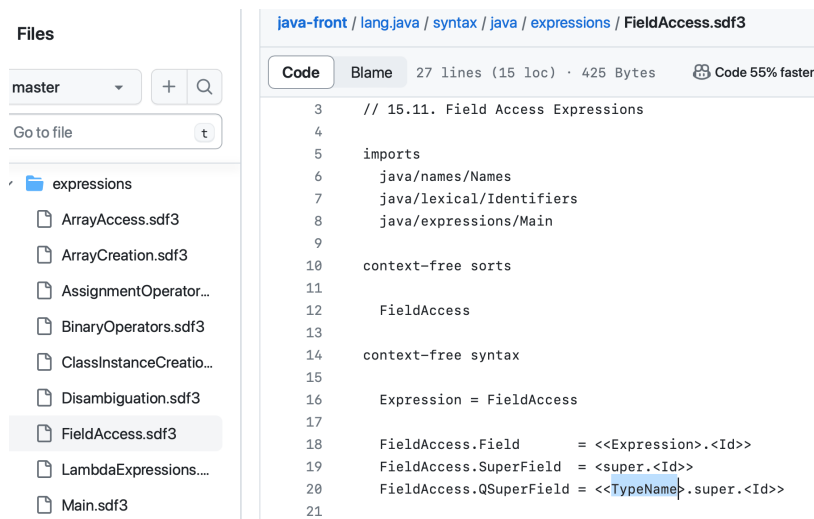 Files
master
Go to file
t
expressions
ArrayAccess.sdf3
ArrayCreation.sdf3
AssignmentOperator...
BinaryOperators.sdf3
ClassInstanceCreatio...
Disambiguation.sdf3
FieldAccess.sdf3
LambdaExpressions....
Main.sdf3
java-front / lang.java / syntax / java / expressions / FieldAccess.sdf3
Code Blame 27 lines (15 loc) · 425 Bytes Code 55% faster
3 // 15.11. Field Access Expressions
4
5 imports
6 java/names/Names
7 java/lexical/Identifiers
8 java/expressions/Main
9
10 context-free sorts
11
12 FieldAccess
13
14 context-free syntax
15
16 Expression = FieldAccess
17
18 FieldAccess.Field = <<Expression>.<Id>>
19 FieldAccess.SuperField = <super.<Id>>
20 FieldAccess.QSuperField = <<TypeName>.super.<Id>>
21